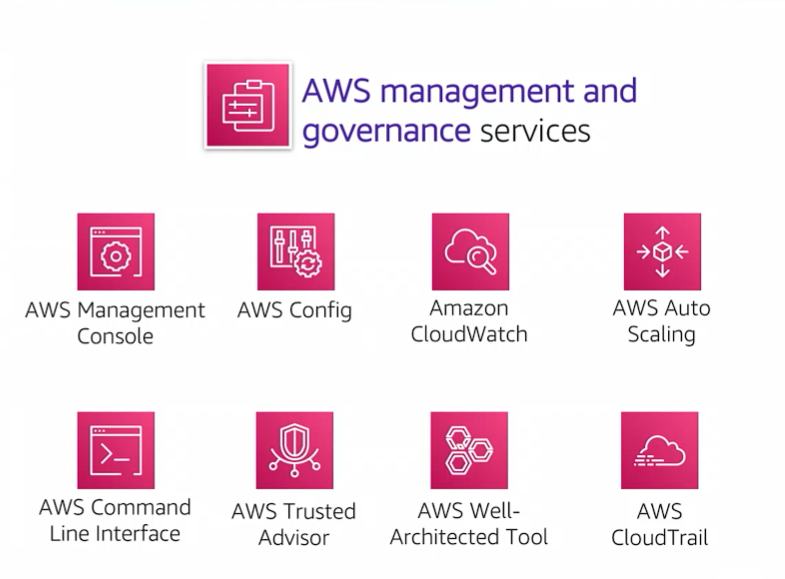 AWS management and
governance services
AWS Management
Console
AWS Config
Amazon
CloudWatch
AWS Auto
Scaling
AWS Command
Line Interface
AWS Trusted
Advisor
AWS Well-
Architected Tool
AWS
CloudTrail